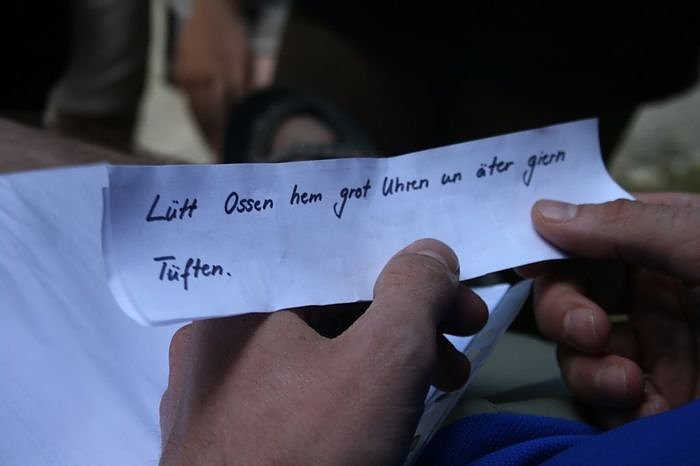 Lütt Ossen hem grot Uhren un äter giern
Tüften.